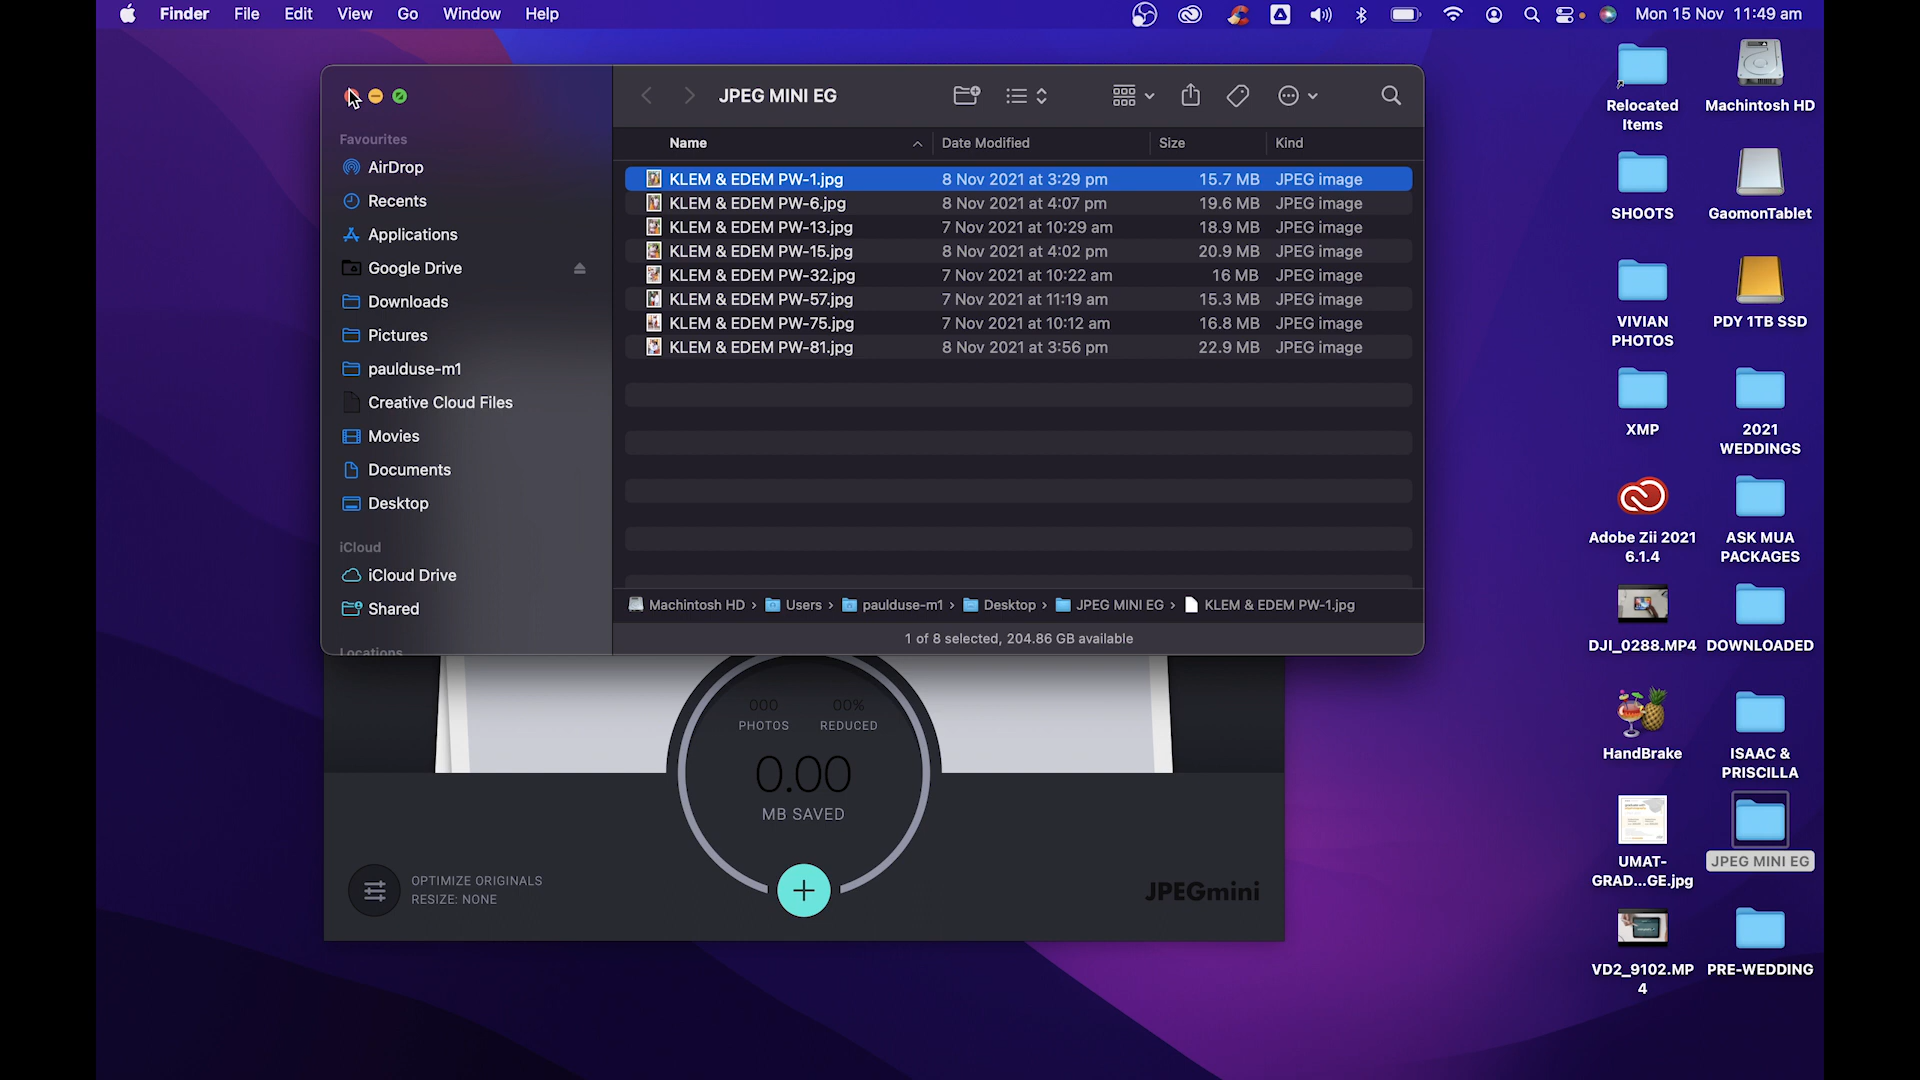 Finder File Edit View Go Window Help
Mon 15 Nov 11:49 am
JPEG MINI EG
Favourites
AirDrop
Recents
Applications
Google Drive
Downloads
Pictures
paulduse-m1
Creative Cloud Files
Movies
Documents
Desktop
iCloud
iCloud Drive
Shared
Locations
Name Date Modified Size Kind
KLEM & EDEM PW-1.jpg 8 Nov 2021 at 3:29 pm 15.7 MB JPEG image
KLEM & EDEM PW-6.jpg 8 Nov 2021 at 4:07 pm 19.6 MB JPEG image
KLEM & EDEM PW-13.jpg 7 Nov 2021 at 10:29 am 18.9 MB JPEG image
KLEM & EDEM PW-15.jpg 8 Nov 2021 at 4:02 pm 20.9 MB JPEG image
KLEM & EDEM PW-32.jpg 7 Nov 2021 at 10:22 am 16 MB JPEG image
KLEM & EDEM PW-57.jpg 7 Nov 2021 at 11:19 am 15.3 MB JPEG image
KLEM & EDEM PW-75.jpg 7 Nov 2021 at 10:12 am 16.8 MB JPEG image
KLEM & EDEM PW-81.jpg 8 Nov 2021 at 3:56 pm 22.9 MB JPEG image
Machintosh HD › Users › paulduse-m1 › Desktop › JPEG MINI EG › KLEM & EDEM PW-1.jpg
1 of 8 selected, 204.86 GB available
000 00%
PHOTOS REDUCED
0.00
MB SAVED
OPTIMIZE ORIGINALS
RESIZE: NONE
JPEGmini
Relocated
Items
Machintosh HD
SHOOTS
GaomonTablet
VIVIAN
PHOTOS
PDY 1TB SSD
XMP
2021
WEDDINGS
Adobe Zii 2021
6.1.4
ASK MUA
PACKAGES
DJI_0288.MP4
DOWNLOADED
HandBrake
ISAAC &
PRISCILLA
UMAT-
GRAD...GE.jpg
JPEG MINI EG
VD2_9102.MP
4
PRE-WEDDING